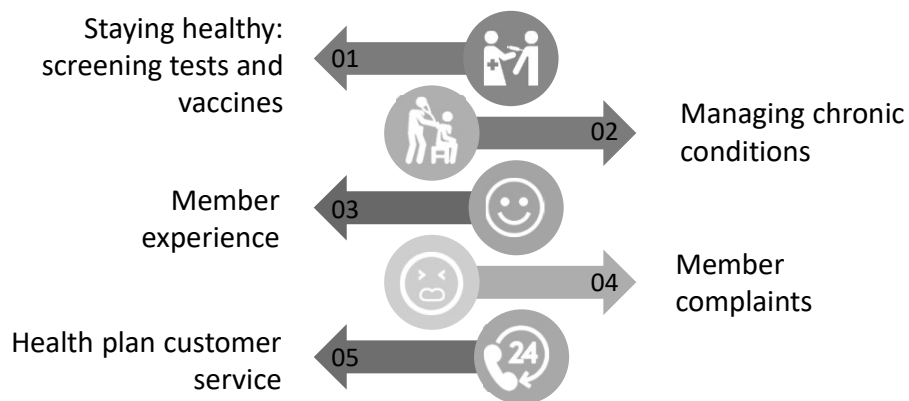 Staying healthy:
screening tests and
vaccines
01
02
Managing chronic
conditions
Member
experience
03
04
Member
complaints
Health plan customer
service
05
24